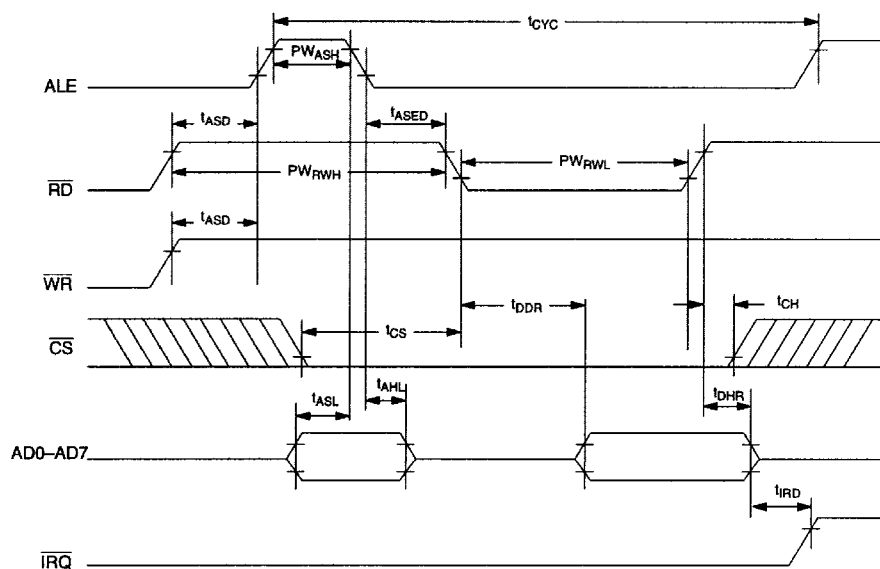 tCYC
PWASH
ALE
tASD
tASED
PWRWH
PWRWL
RD
tASD
WR
tDDR
tCH
tCS
CS
tASL
tAHL
tDHR
AD0–AD7
tIRD
IRQ